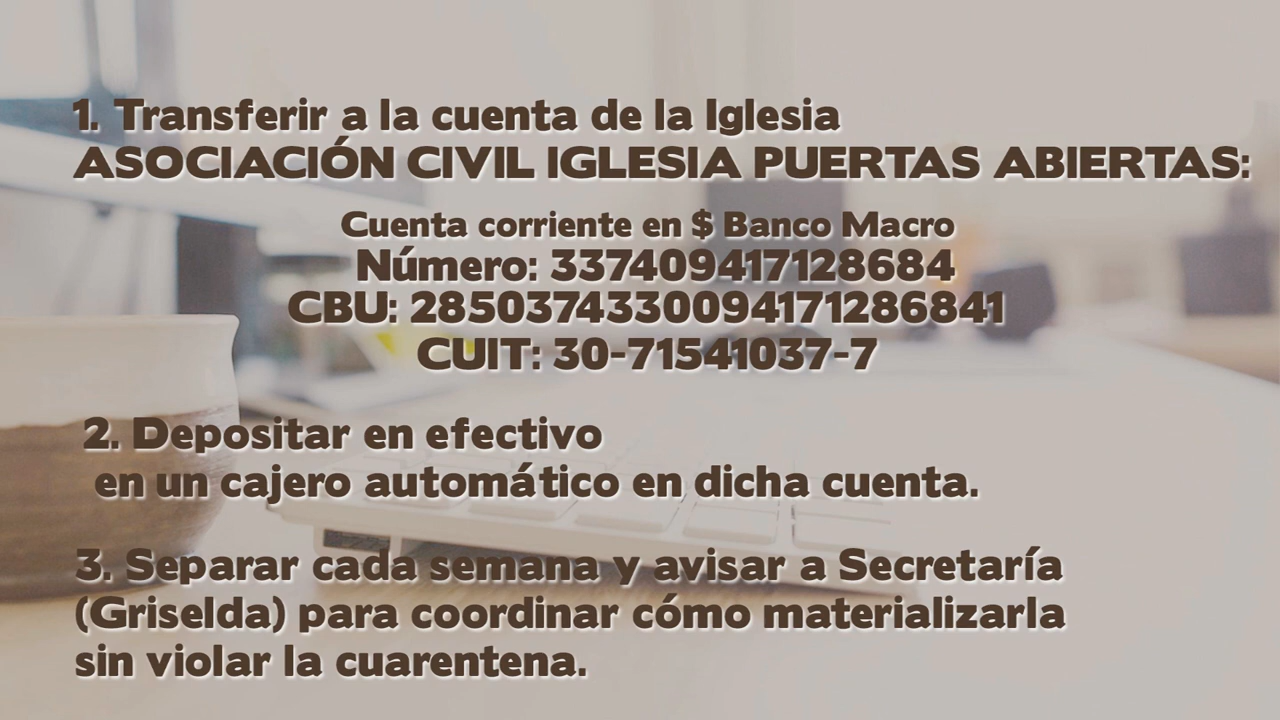 1. Transferir a la cuenta de la Iglesia
ASOCIACIÓN CIVIL IGLESIA PUERTAS ABIERTAS:
Cuenta corriente en $ Banco Macro
Número: 337409417128684
CBU: 2850374330094171286841
CUIT: 30-71541037-7
2. Depositar en efectivo
en un cajero automático en dicha cuenta.
3. Separar cada semana y avisar a Secretaría
(Griselda) para coordinar cómo materializarla
sin violar la cuarentena.